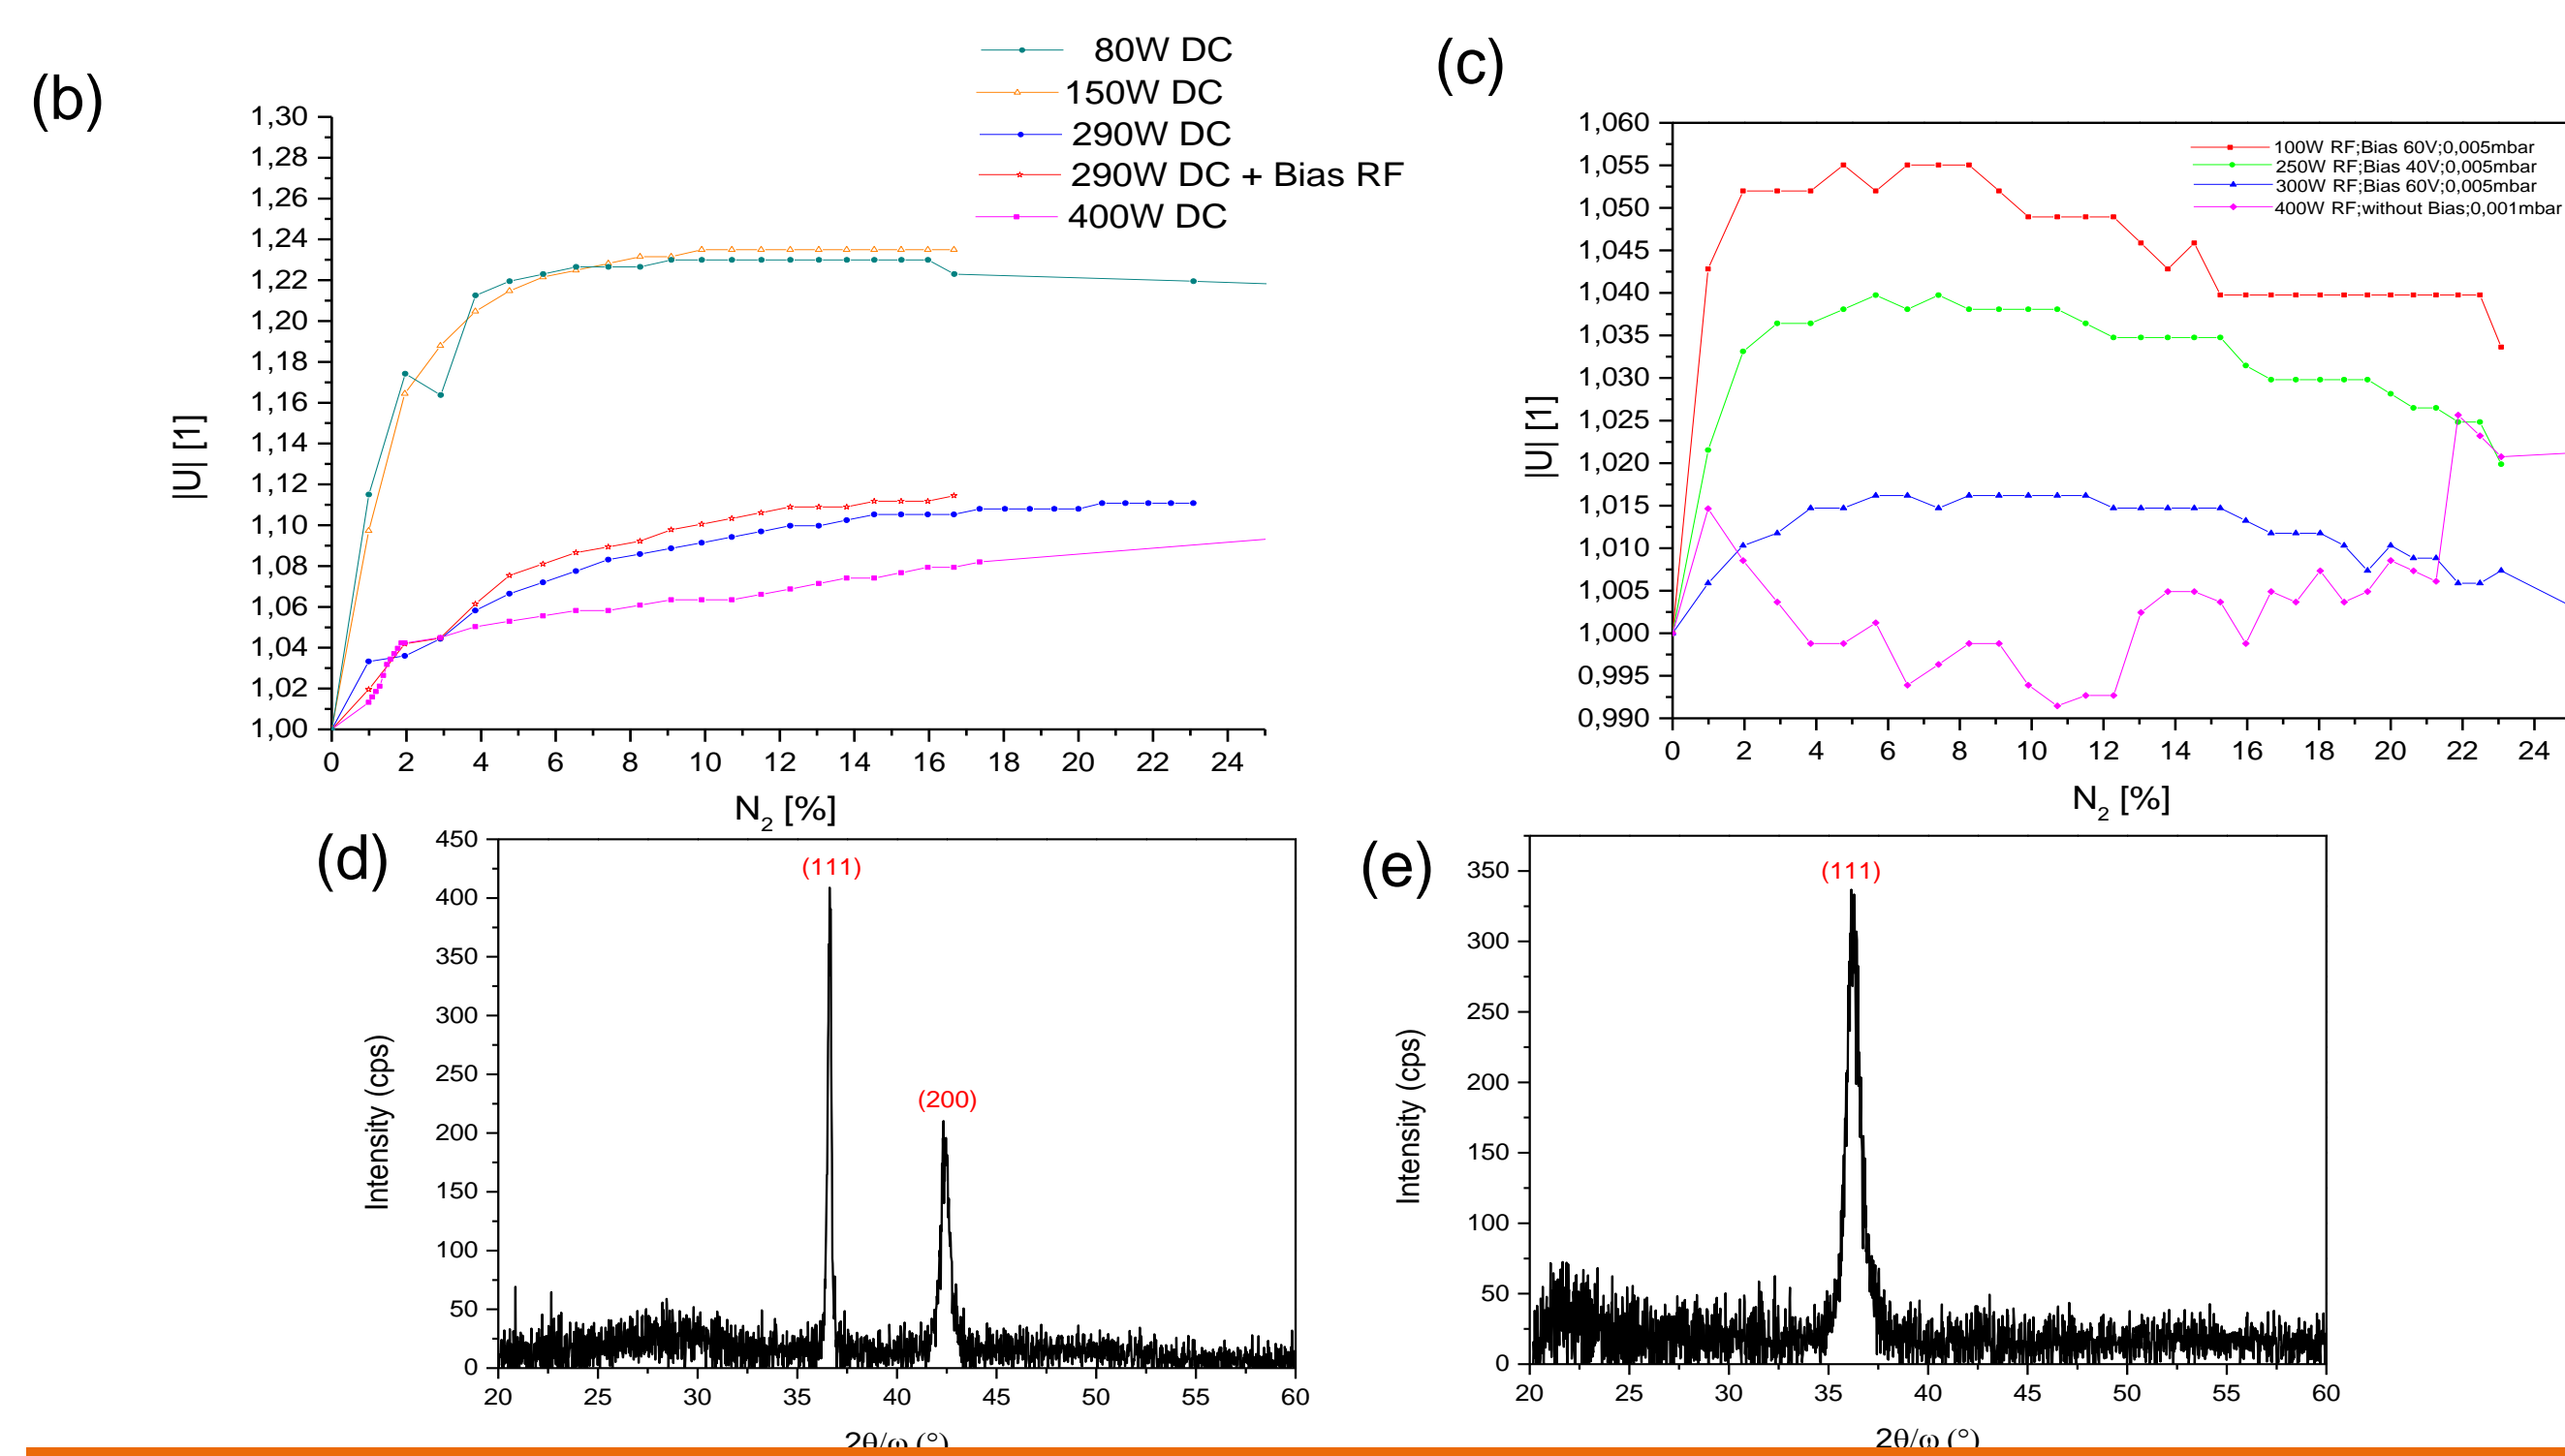 (b)
80W DC
150W DC
290W DC
290W DC + Bias RF
400W DC
1,30
1,28
1,26
1,24
1,22
1,20
1,18
1,16
1,14
1,12
1,10
1,08
1,06
1,04
1,02
1,00
|U| [1]
0 2 4 6 8 10 12 14 16 18 20 22 24
N2 [%]
(c)
100W RF;Bias 60V;0,005mbar
250W RF;Bias 40V;0,005mbar
300W RF;Bias 60V;0,005mbar
400W RF;without Bias;0,001mbar
1,060
1,055
1,050
1,045
1,040
1,035
1,030
1,025
1,020
1,015
1,010
1,005
1,000
0,995
0,990
|U| [1]
0 2 4 6 8 10 12 14 16 18 20 22 24
N2 [%]
(d)
(111)
(200)
450
400
350
300
250
200
150
100
50
0
Intensity (cps)
20 25 30 35 40 45 50 55 60
2θ/ω (°)
(e)
(111)
350
300
250
200
150
100
50
0
Intensity (cps)
20 25 30 35 40 45 50 55 60
2θ/ω (°)